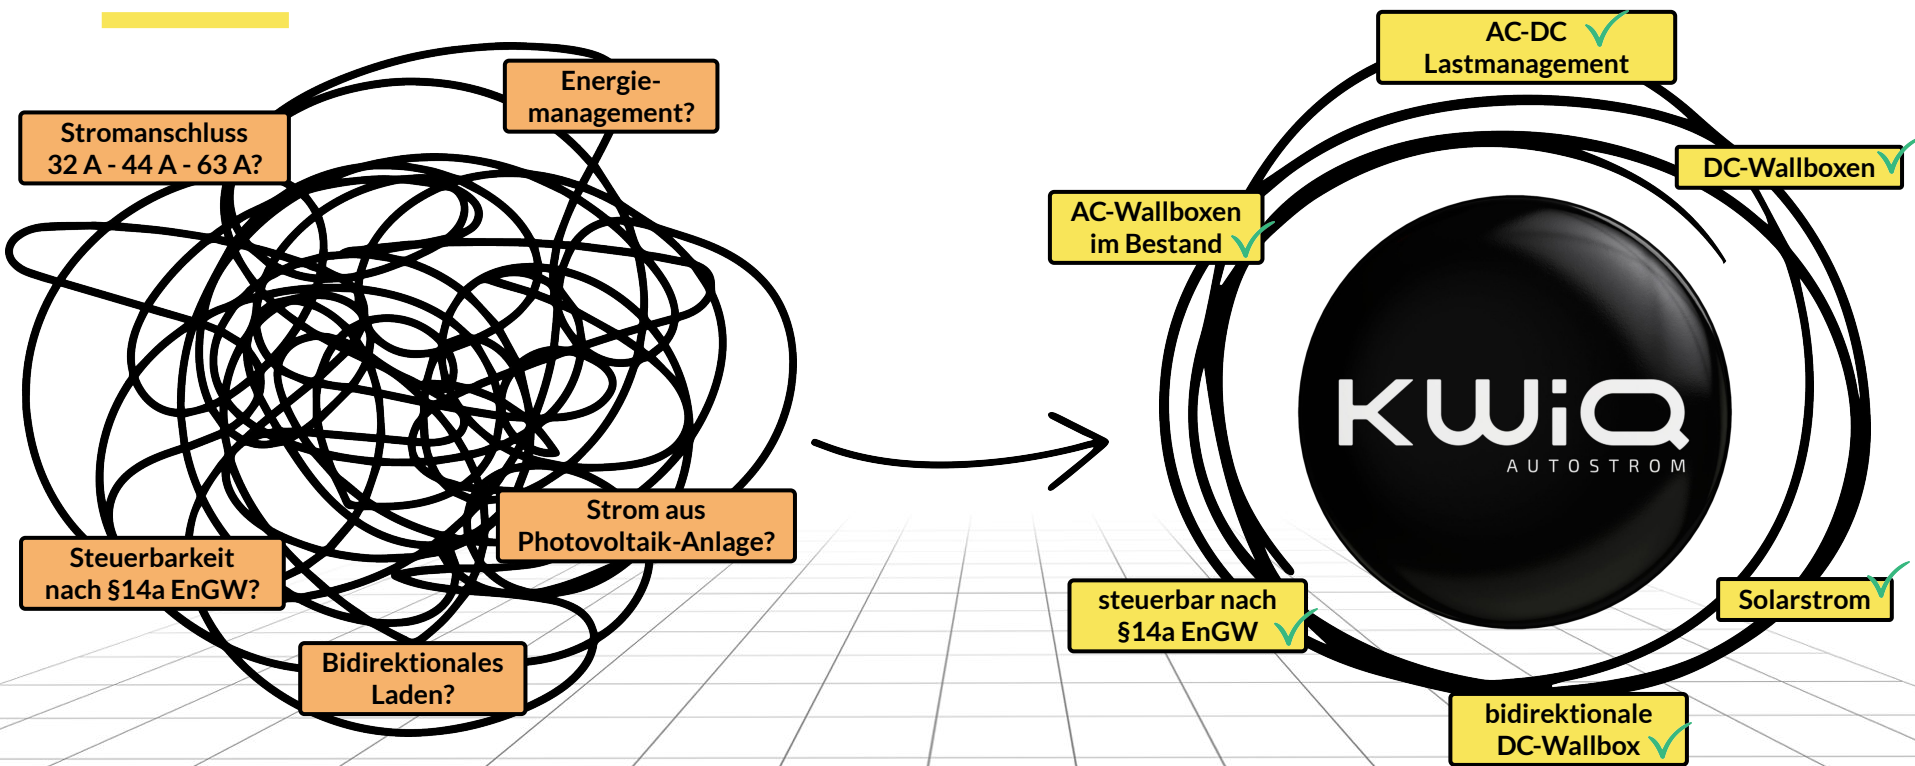 Energie-
management?
Stromanschluss
32 A - 44 A - 63 A?
Strom aus
Photovoltaik-Anlage?
Steuerbarkeit
nach §14a EnGW?
Bidirektionales
Laden?
AC-DC
Lastmanagement
DC-Wallboxen
AC-Wallboxen
im Bestand
KWiQ
AUTOSTROM
steuerbar nach
§14a EnGW
Solarstrom
bidirektionale
DC-Wallbox